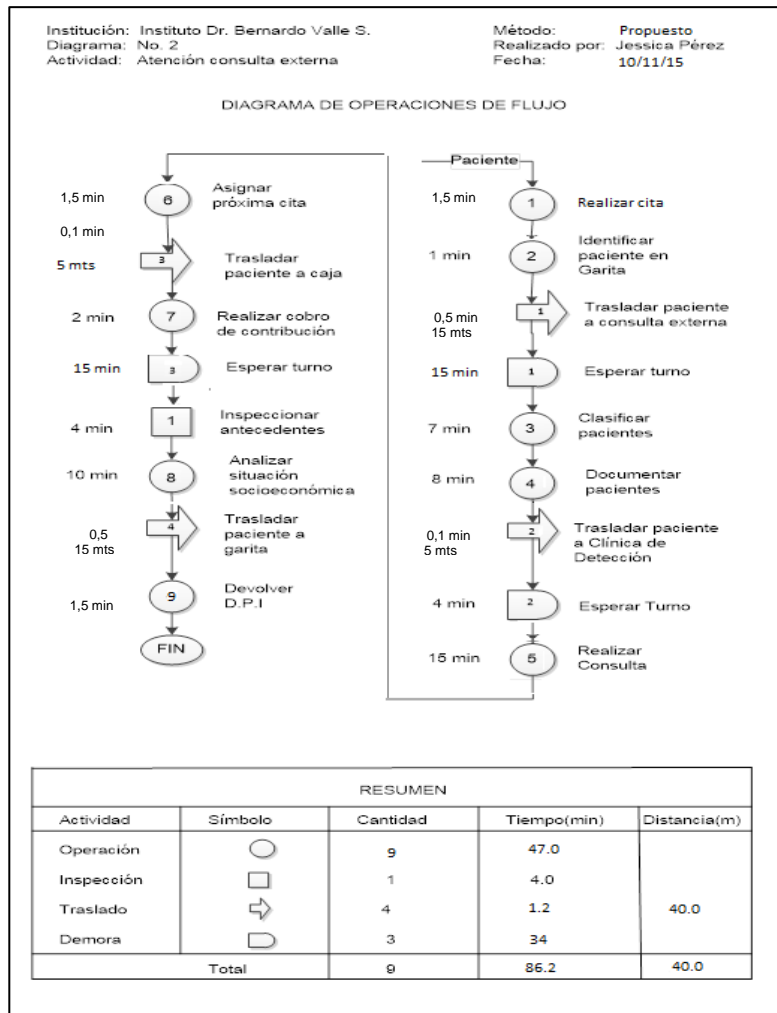 Institución: Instituto Dr. Bernardo Valle S.
Diagrama: No. 2
Actividad: Atención consulta externa
Método: Propuesto
Realizado por: Jessica Pérez
Fecha: 10/11/15
DIAGRAMA DE OPERACIONES DE FLUJO
Paciente
1,5 min
1
Realizar cita
1 min
2
Identificar
paciente en
Garita
0,5 min
15 mts
1
Trasladar paciente
a consulta externa
15 min
1
Esperar turno
7 min
3
Clasificar
pacientes
8 min
4
Documentar
pacientes
0,1 min
5 mts
2
Trasladar paciente
a Clínica de
Detección
4 min
2
Esperar Turno
15 min
5
Realizar
Consulta
1,5 min
6
Asignar
próxima cita
0,1 min
5 mts
3
Trasladar
paciente a caja
2 min
7
Realizar cobro
de contribución
15 min
3
Esperar turno
4 min
1
Inspeccionar
antecedentes
10 min
8
Analizar
situación
socioeconómica
0,5
15 mts
4
Trasladar
paciente a
garita
1,5 min
9
Devolver
D.P.I
FIN
RESUMEN
Actividad Símbolo Cantidad Tiempo(min) Distancia(m)
Operación 9 47.0
Inspección 1 4.0
Traslado 4 1.2 40.0
Demora 3 34
Total 9 86.2 40.0